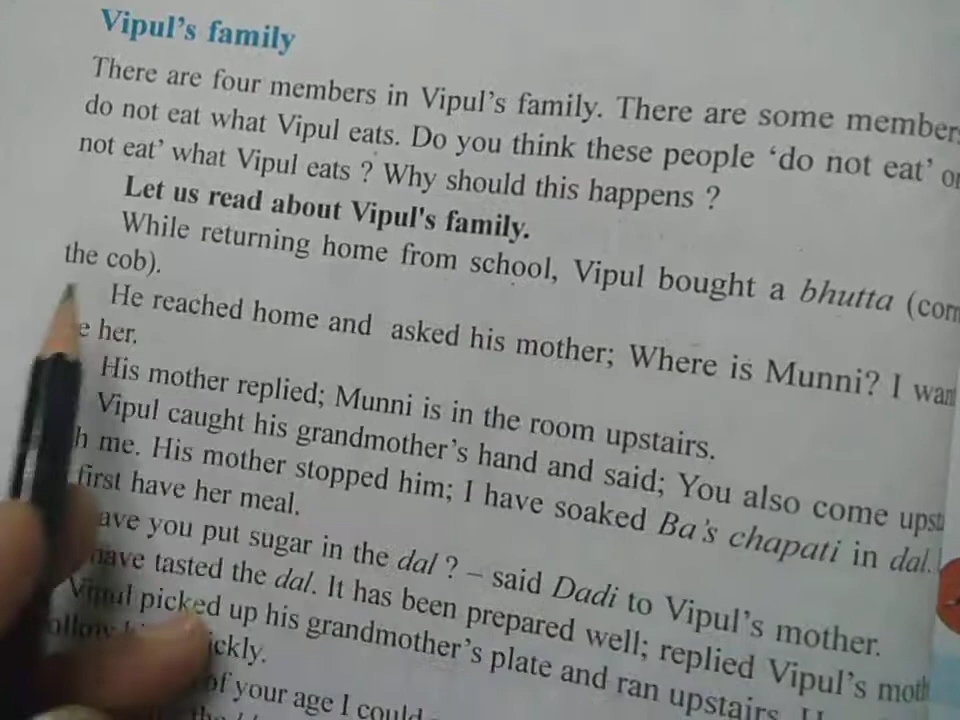 Vipul's family
There are four members in Vipul's family. There are some members
do not eat what Vipul eats. Do you think these people 'do not eat' or
not eat' what Vipul eats ? Why should this happens ?
Let us read about Vipul's family.
While returning home from school, Vipul bought a bhutta (corn
the cob).
He reached home and asked his mother; Where is Munni? I wan
e her.
His mother replied; Munni is in the room upstairs.
Vipul caught his grandmother's hand and said; You also come upst
h me. His mother stopped him; I have soaked Ba's chapati in dal.
first have her meal.
ave you put sugar in the dal ? – said Dadi to Vipul's mother.
have tasted the dal. It has been prepared well; replied Vipul's moth
Vipul picked up his grandmother's plate and ran upstairs.
ickly.
of your age I could